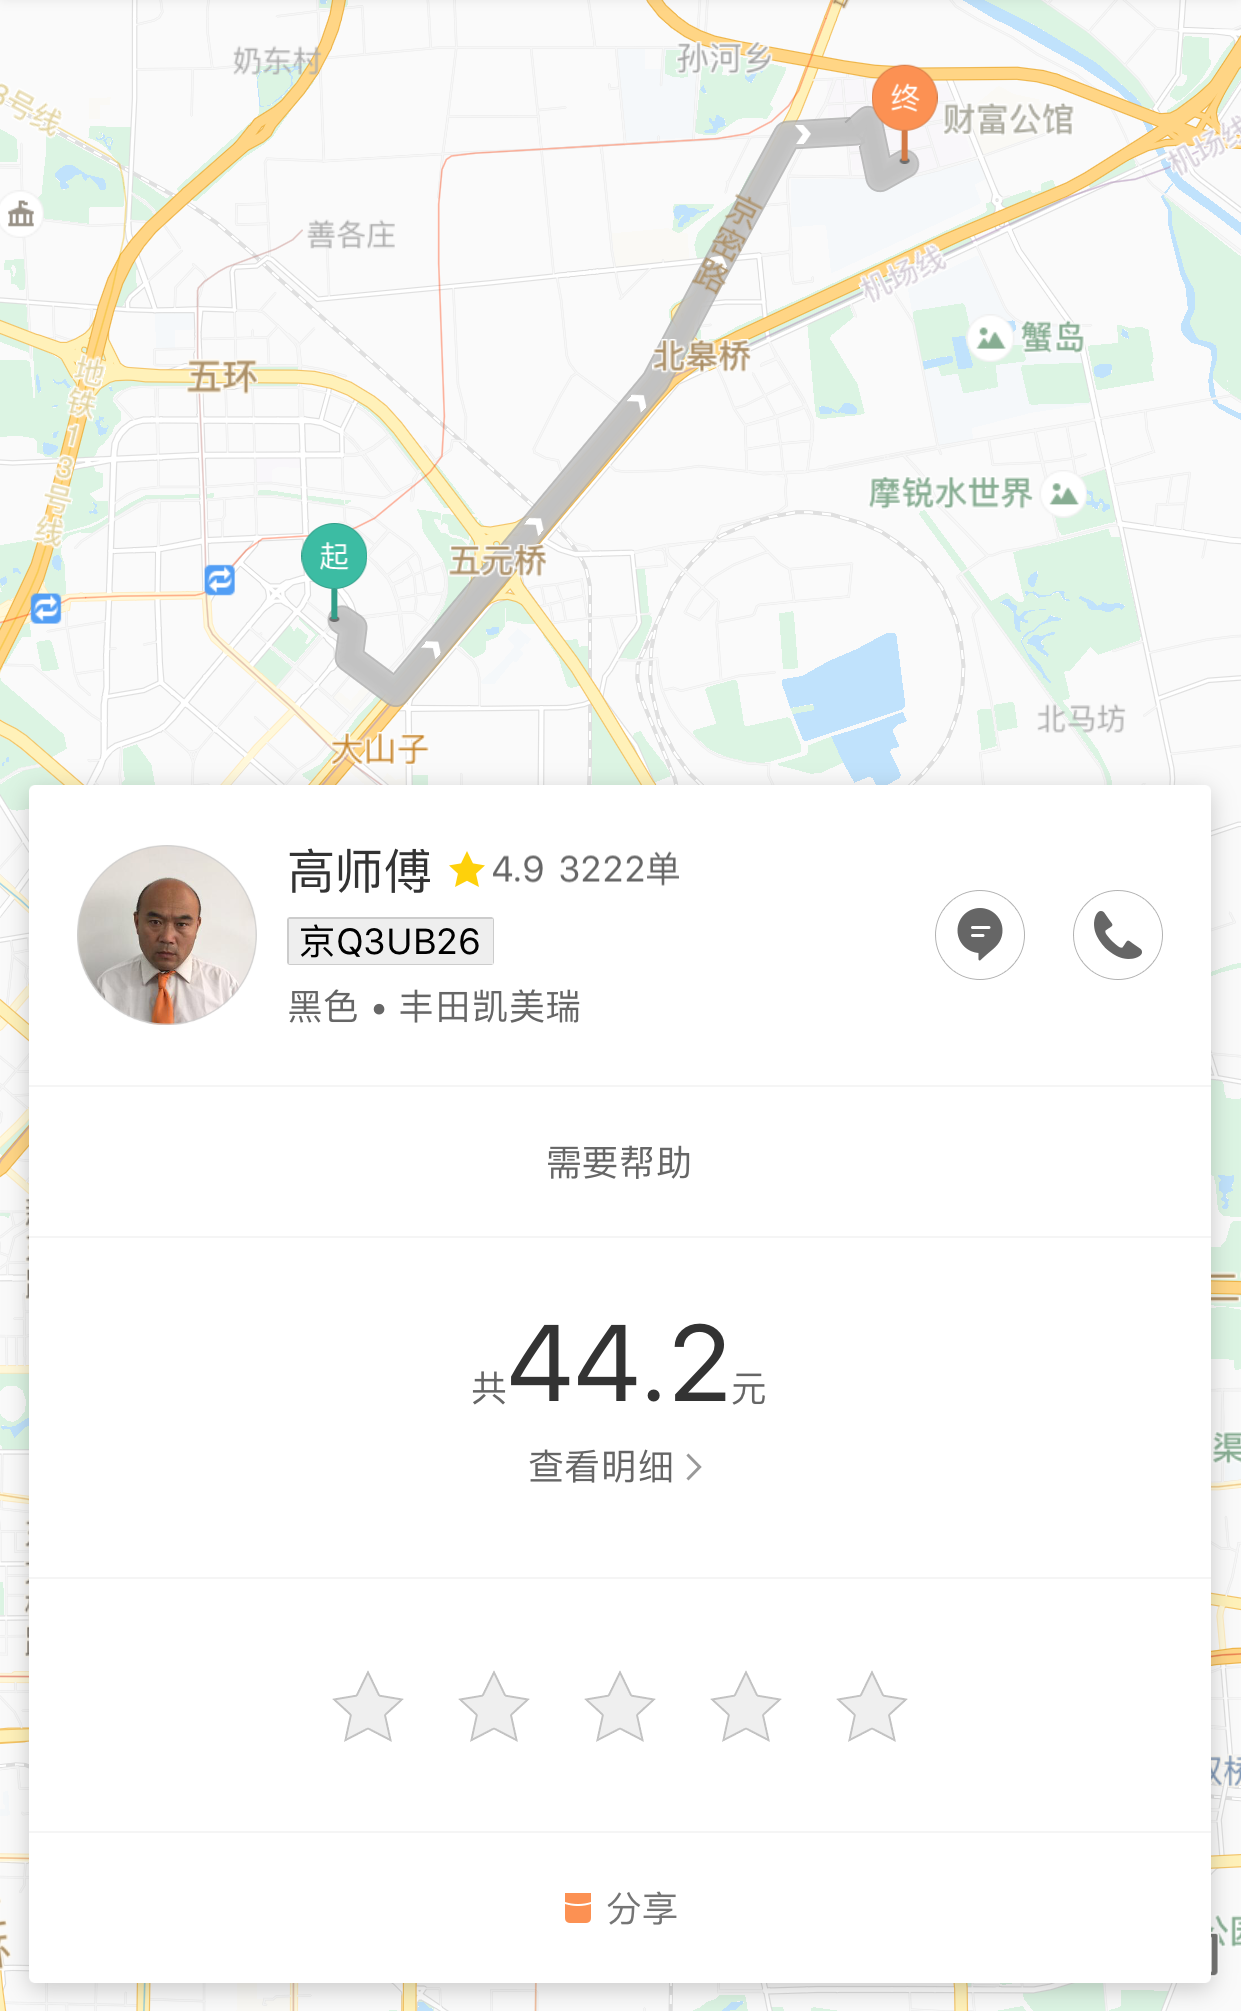 奶东村
孙河乡
3号线
终
财富公馆
机场线
京密路
善各庄
机场线
蟹岛
五环
北皋桥
地铁13号线
摩锐水世界
起
五元桥
北马坊
大山子
高师傅 4.9 3222单
京Q3UB26
黑色 • 丰田凯美瑞
需要帮助
共44.2元
查看明细
渠
分享